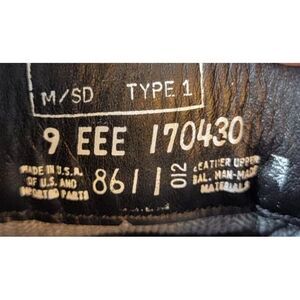 M/SD TYPE 1
9 EEE 170430
MADE IN U.S.A.
OF U.S. AND
IMPORTED PARTS
8611
012
LEATHER UPPER
BAL. MAN-MADE
MATERIALS